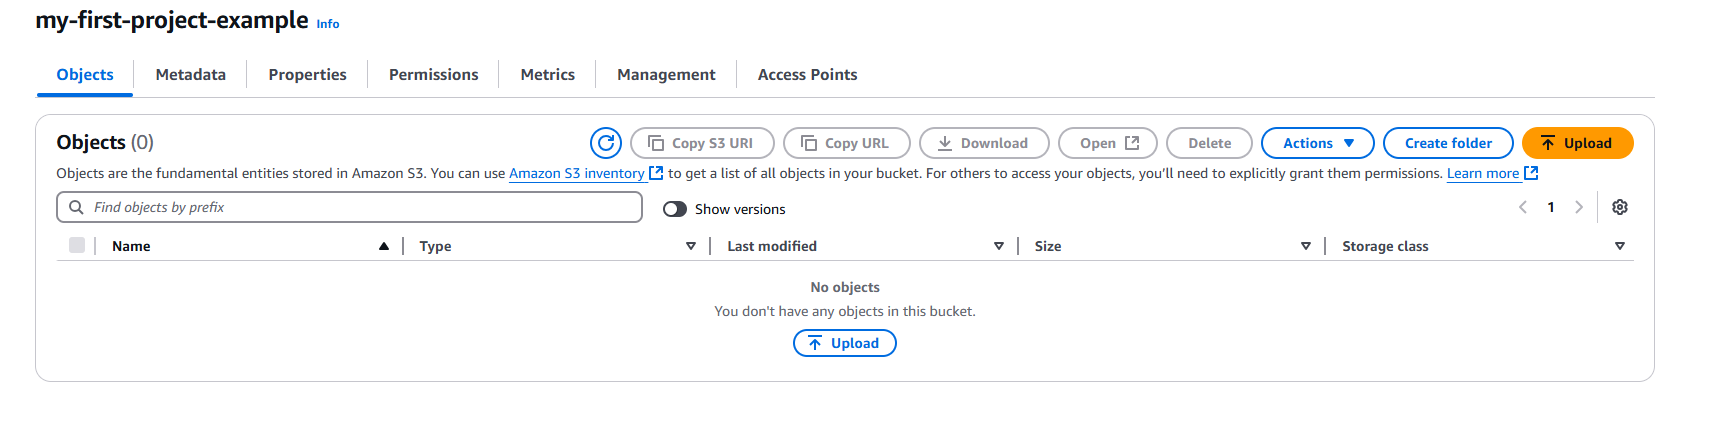 my-first-project-example Info
Objects Metadata Properties Permissions Metrics Management Access Points
Objects (0) Copy S3 URI Copy URL Download Open Delete Actions Create folder Upload
Objects are the fundamental entities stored in Amazon S3. You can use Amazon S3 inventory to get a list of all objects in your bucket. For others to access your objects, you’ll need to explicitly grant them permissions. Learn more
Find objects by prefix Show versions 1
Name Type Last modified Size Storage class
No objects
You don't have any objects in this bucket.
Upload